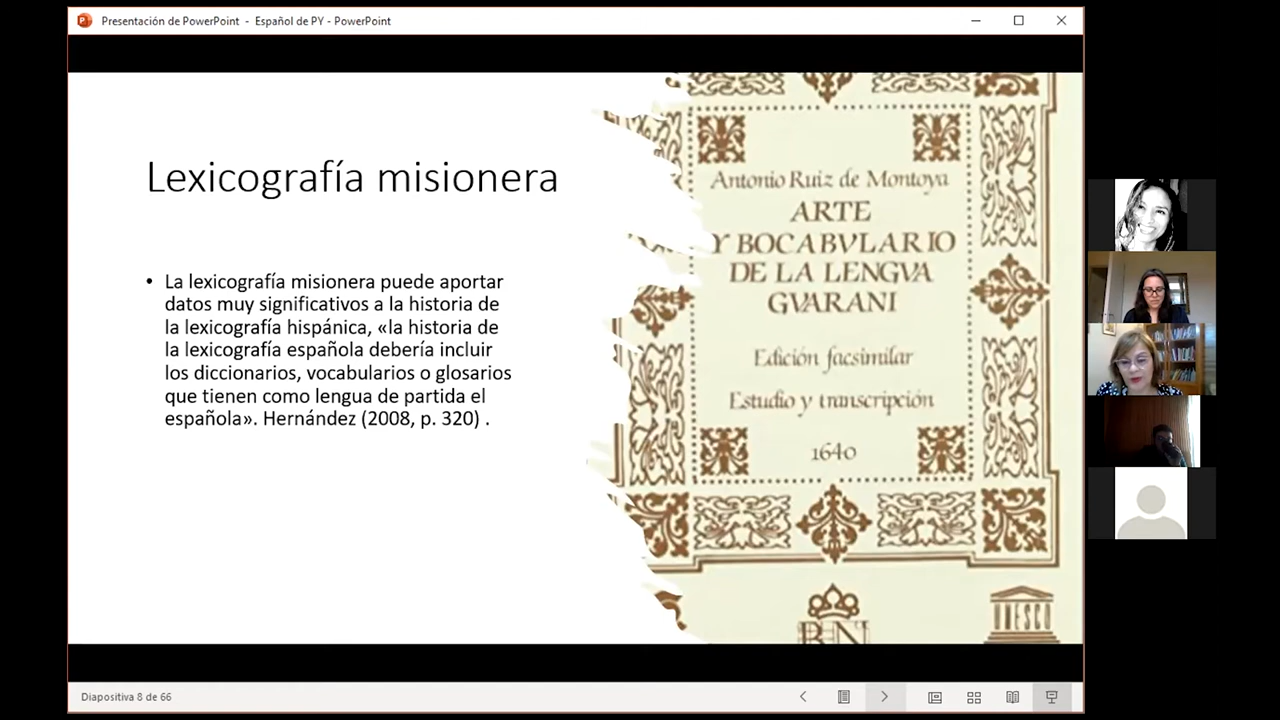 Presentación de PowerPoint - Español de PY - PowerPoint
Lexicografía misionera
• La lexicografía misionera puede aportar
datos muy significativos a la historia de
la lexicografía hispánica, «la historia de
la lexicografía española debería incluir
los diccionarios, vocabularios o glosarios
que tienen como lengua de partida el
española». Hernández (2008, p. 320) .
Antonio Ruiz de Montoya
ARTE
Y BOCABVLARIO
DE LA LENGVA
GVARANI
Edición facsimilar
Estudio y transcripción
1640
UNESCO
Diapositiva 8 de 66